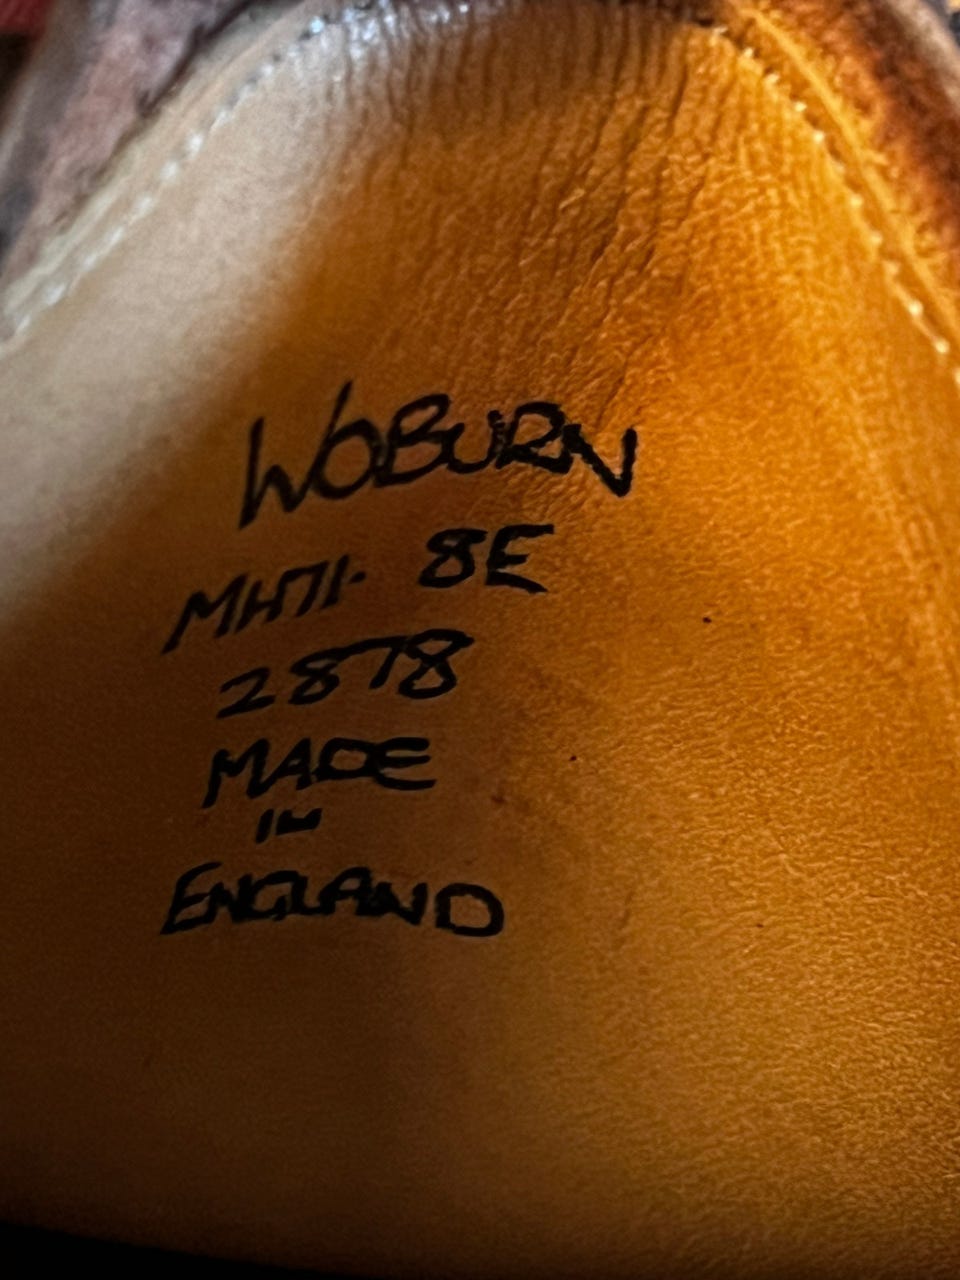 WOBURN
MH71 8E
2878
MADE
IN
ENGLAND